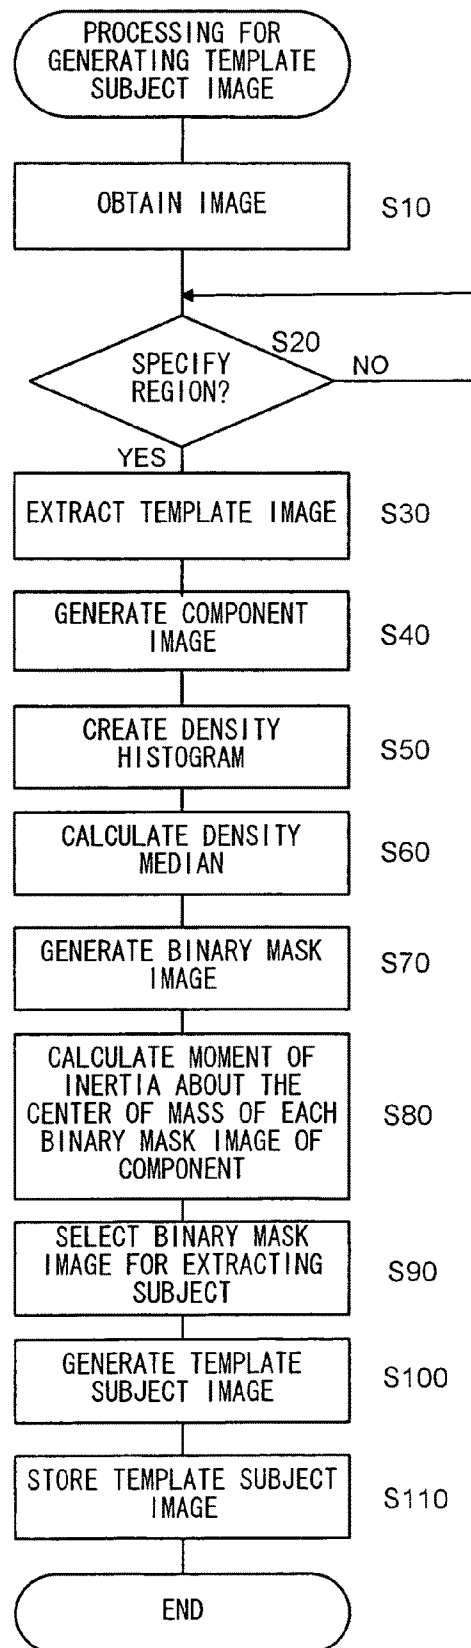 PROCESSING FOR
GENERATING TEMPLATE
SUBJECT IMAGE
OBTAIN IMAGE
S10
S20
SPECIFY
REGION?
NO
YES
EXTRACT TEMPLATE IMAGE
S30
GENERATE COMPONENT
IMAGE
S40
CREATE DENSITY
HISTOGRAM
S50
CALCULATE DENSITY
MEDIAN
S60
GENERATE BINARY MASK
IMAGE
S70
CALCULATE MOMENT OF
INERTIA ABOUT THE
CENTER OF MASS OF EACH
BINARY MASK IMAGE OF
COMPONENT
S80
SELECT BINARY MASK
IMAGE FOR EXTRACTING
SUBJECT
S90
GENERATE TEMPLATE
SUBJECT IMAGE
S100
STORE TEMPLATE SUBJECT
IMAGE
S110
END